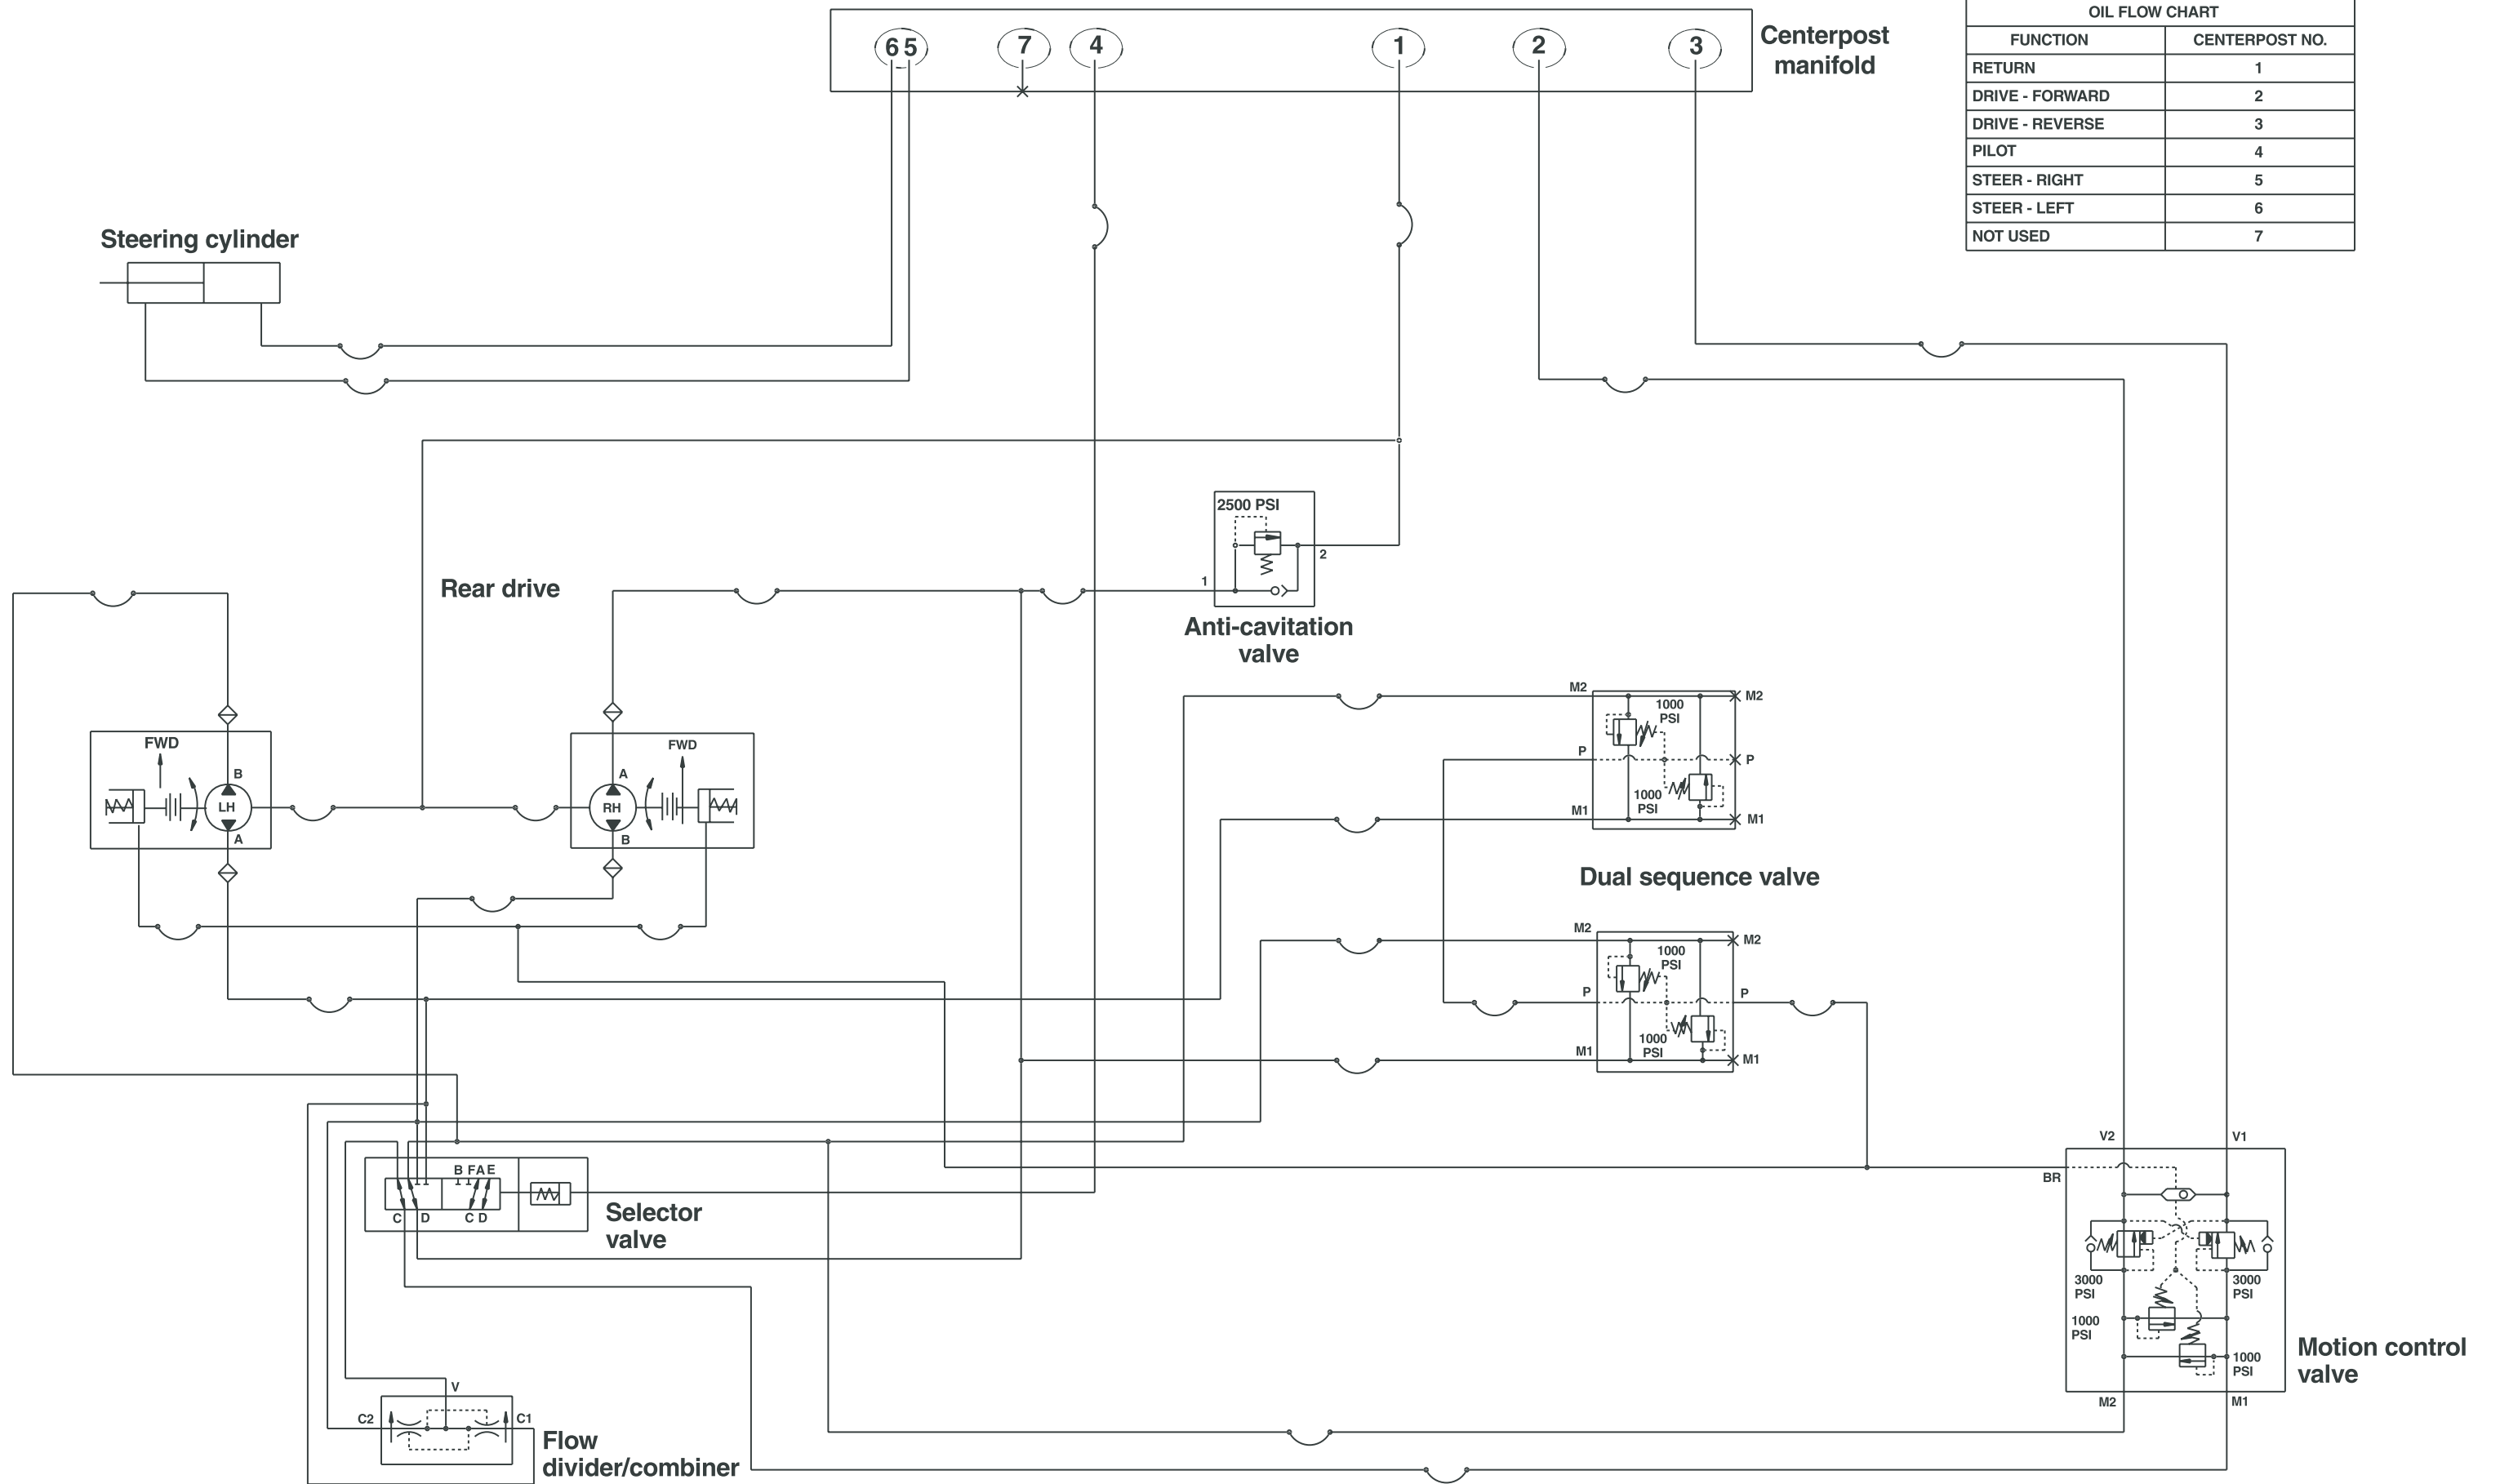 6 5
7
4
1
2
3
Centerpost
manifold
OIL FLOW CHART
FUNCTION CENTERPOST NO.
RETURN 1
DRIVE - FORWARD 2
DRIVE - REVERSE 3
PILOT 4
STEER - RIGHT 5
STEER - LEFT 6
NOT USED 7
Steering cylinder
2500 PSI
1
2
Anti-cavitation
valve
Rear drive
FWD
B
LH
A
FWD
A
RH
B
M2
1000
PSI
M2
P
P
1000
PSI
M1
M1
Dual sequence valve
M2
1000
PSI
M2
P
P
1000
PSI
M1
M1
B F A E
C D C D
Selector
valve
V
C2
C1
Flow
divider/combiner
V2
V1
BR
3000
PSI
3000
PSI
1000
PSI
1000
PSI
M2
M1
Motion control
valve